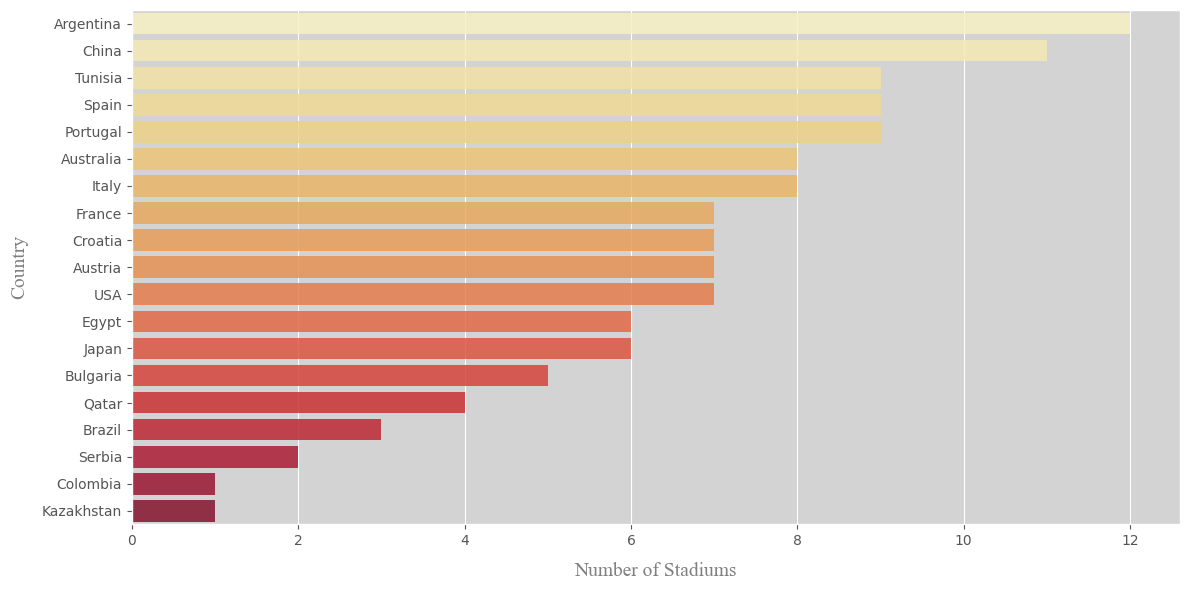 Argentina
China
Tunisia
Spain
Portugal
Australia
Italy
France
Croatia
Austria
USA
Egypt
Japan
Bulgaria
Qatar
Brazil
Serbia
Colombia
Kazakhstan
Country
0 2 4 6 8 10 12
Number of Stadiums